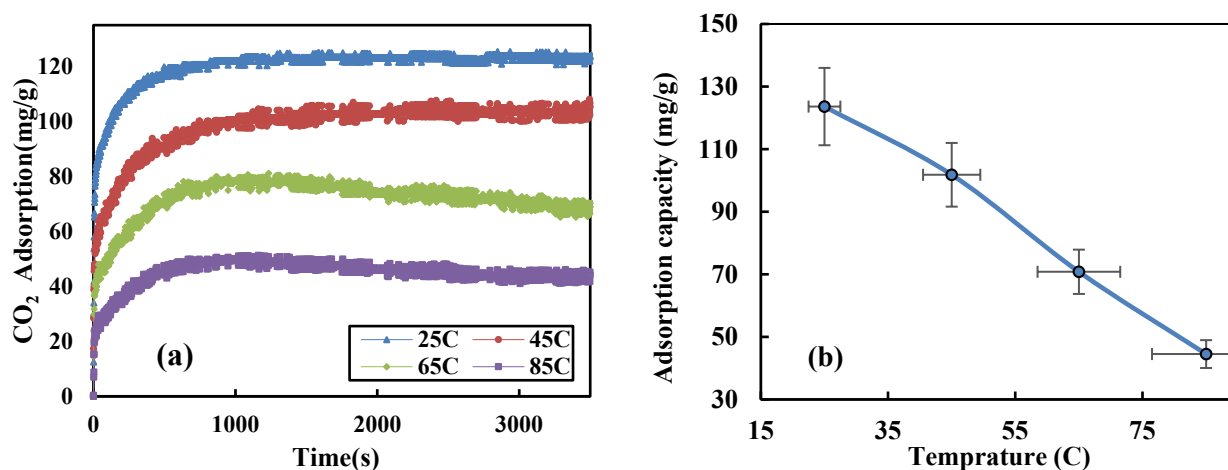 CO2 Adsorption(mg/g)
120
100
80
60
40
20
0
0 1000 2000 3000
Time(s)
(a)
25C 45C
65C 85C
Adsorption capacity (mg/g)
150
130
110
90
70
50
30
15 35 55 75
Temprature (C)
(b)